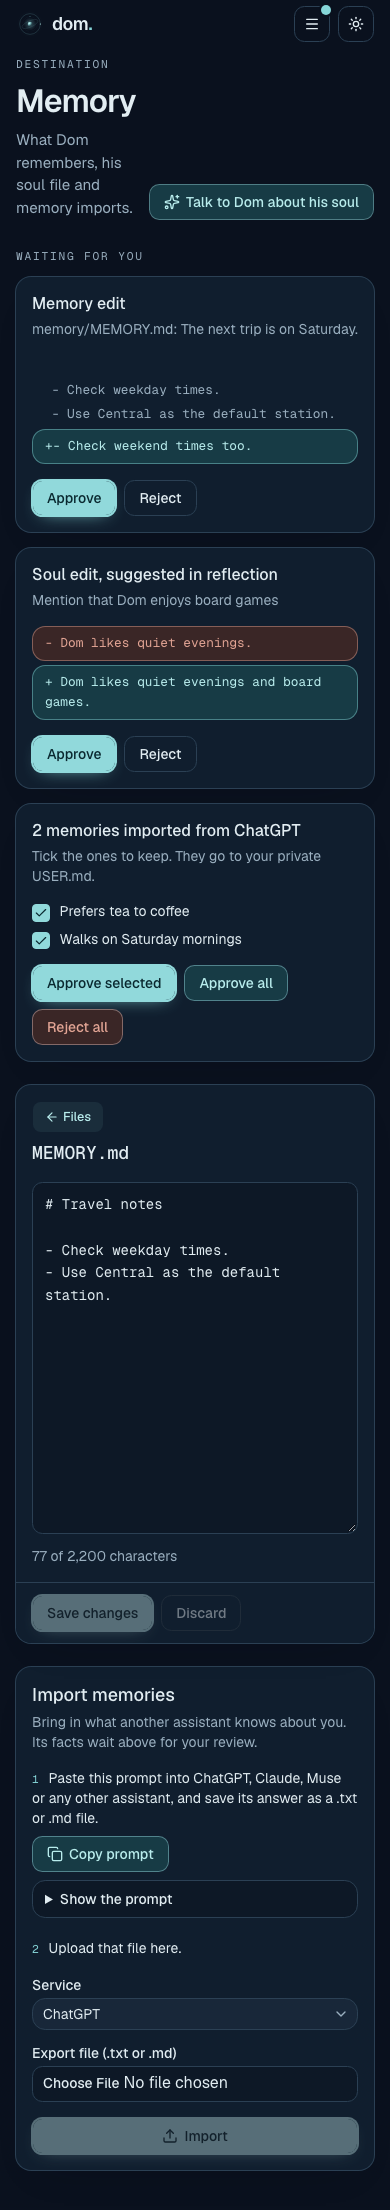 dom.
DESTINATION
Memory
What Dom
remembers, his
soul file and
memory imports.
Talk to Dom about his soul
WAITING FOR YOU
Memory edit
memory/MEMORY.md: The next trip is on Saturday.
- Check weekday times.
- Use Central as the default station.
+- Check weekend times too.
Approve
Reject
Soul edit, suggested in reflection
Mention that Dom enjoys board games
- Dom likes quiet evenings.
+ Dom likes quiet evenings and board
games.
Approve
Reject
2 memories imported from ChatGPT
Tick the ones to keep. They go to your private
USER.md.
Prefers tea to coffee
Walks on Saturday mornings
Approve selected
Approve all
Reject all
Files
MEMORY.md
# Travel notes
- Check weekday times.
- Use Central as the default
station.
77 of 2,200 characters
Save changes
Discard
Import memories
Bring in what another assistant knows about you.
Its facts wait above for your review.
1 Paste this prompt into ChatGPT, Claude, Muse
or any other assistant, and save its answer as a .txt
or .md file.
Copy prompt
Show the prompt
2 Upload that file here.
Service
ChatGPT
Export file (.txt or .md)
Choose File No file chosen
Import